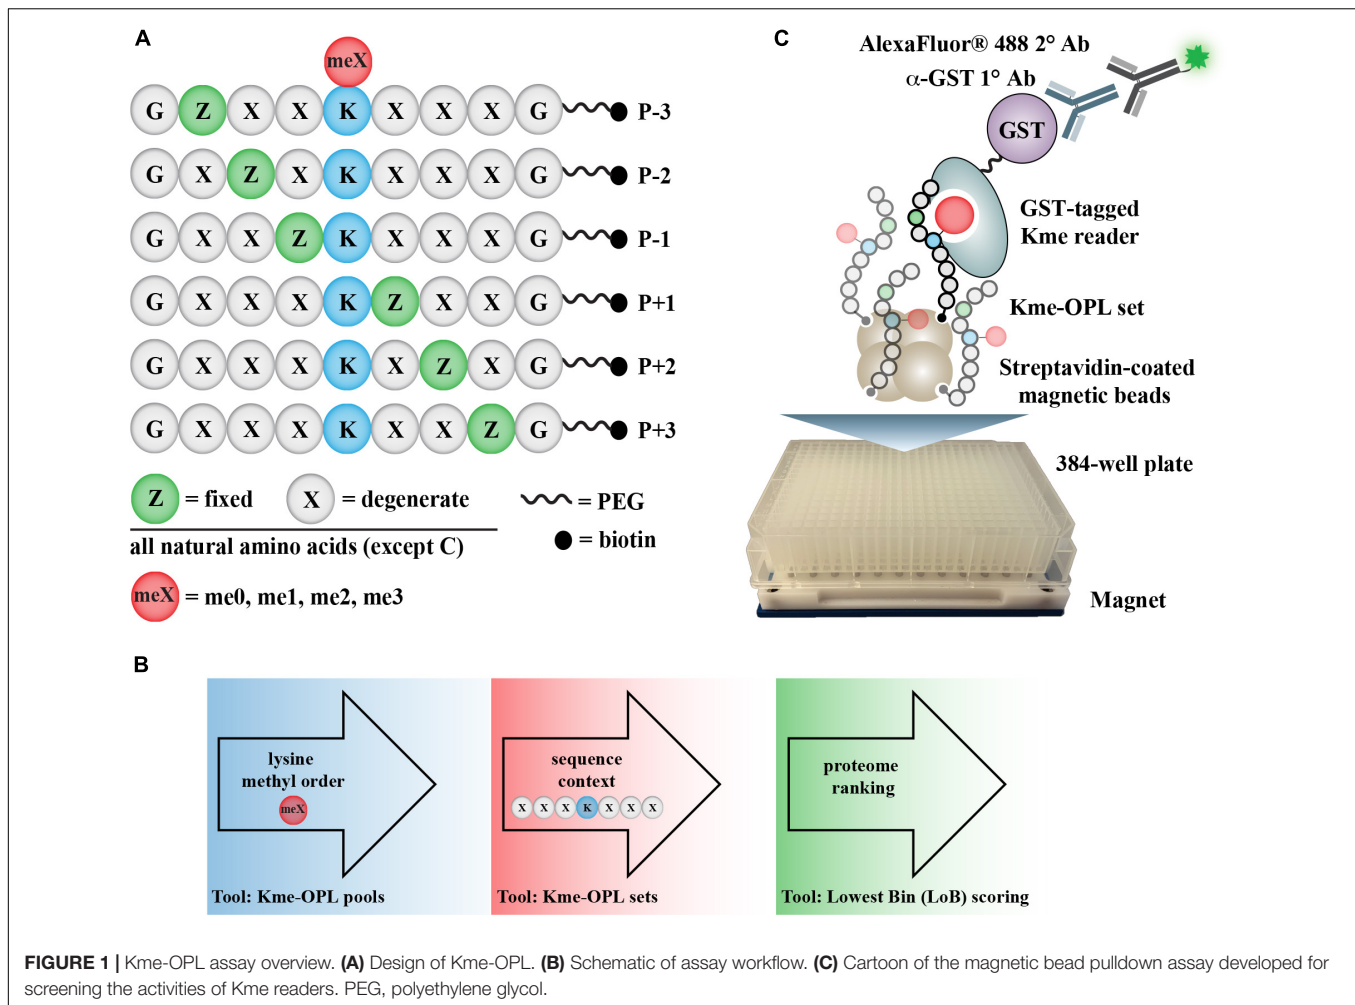 A
meX
G Z X X K X X X G P-3
G X Z X K X X X G P-2
G X X Z K X X X G P-1
G X X X K Z X X G P+1
G X X X K X Z X G P+2
G X X X K X X Z G P+3
Z = fixed X = degenerate
all natural amino acids (except C)
meX = me0, me1, me2, me3
= PEG
= biotin
C
AlexaFluor® 488 2° Ab
α-GST 1° Ab
GST
GST-tagged
Kme reader
Kme-OPL set
Streptavidin-coated
magnetic beads
384-well plate
Magnet
B
lysine
methyl order
meX
Tool: Kme-OPL pools
sequence
context
X X X K X X X
Tool: Kme-OPL sets
proteome
ranking
Tool: Lowest Bin (LoB) scoring
FIGURE 1 | Kme-OPL assay overview. (A) Design of Kme-OPL. (B) Schematic of assay workflow. (C) Cartoon of the magnetic bead pulldown assay developed for
screening the activities of Kme readers. PEG, polyethylene glycol.